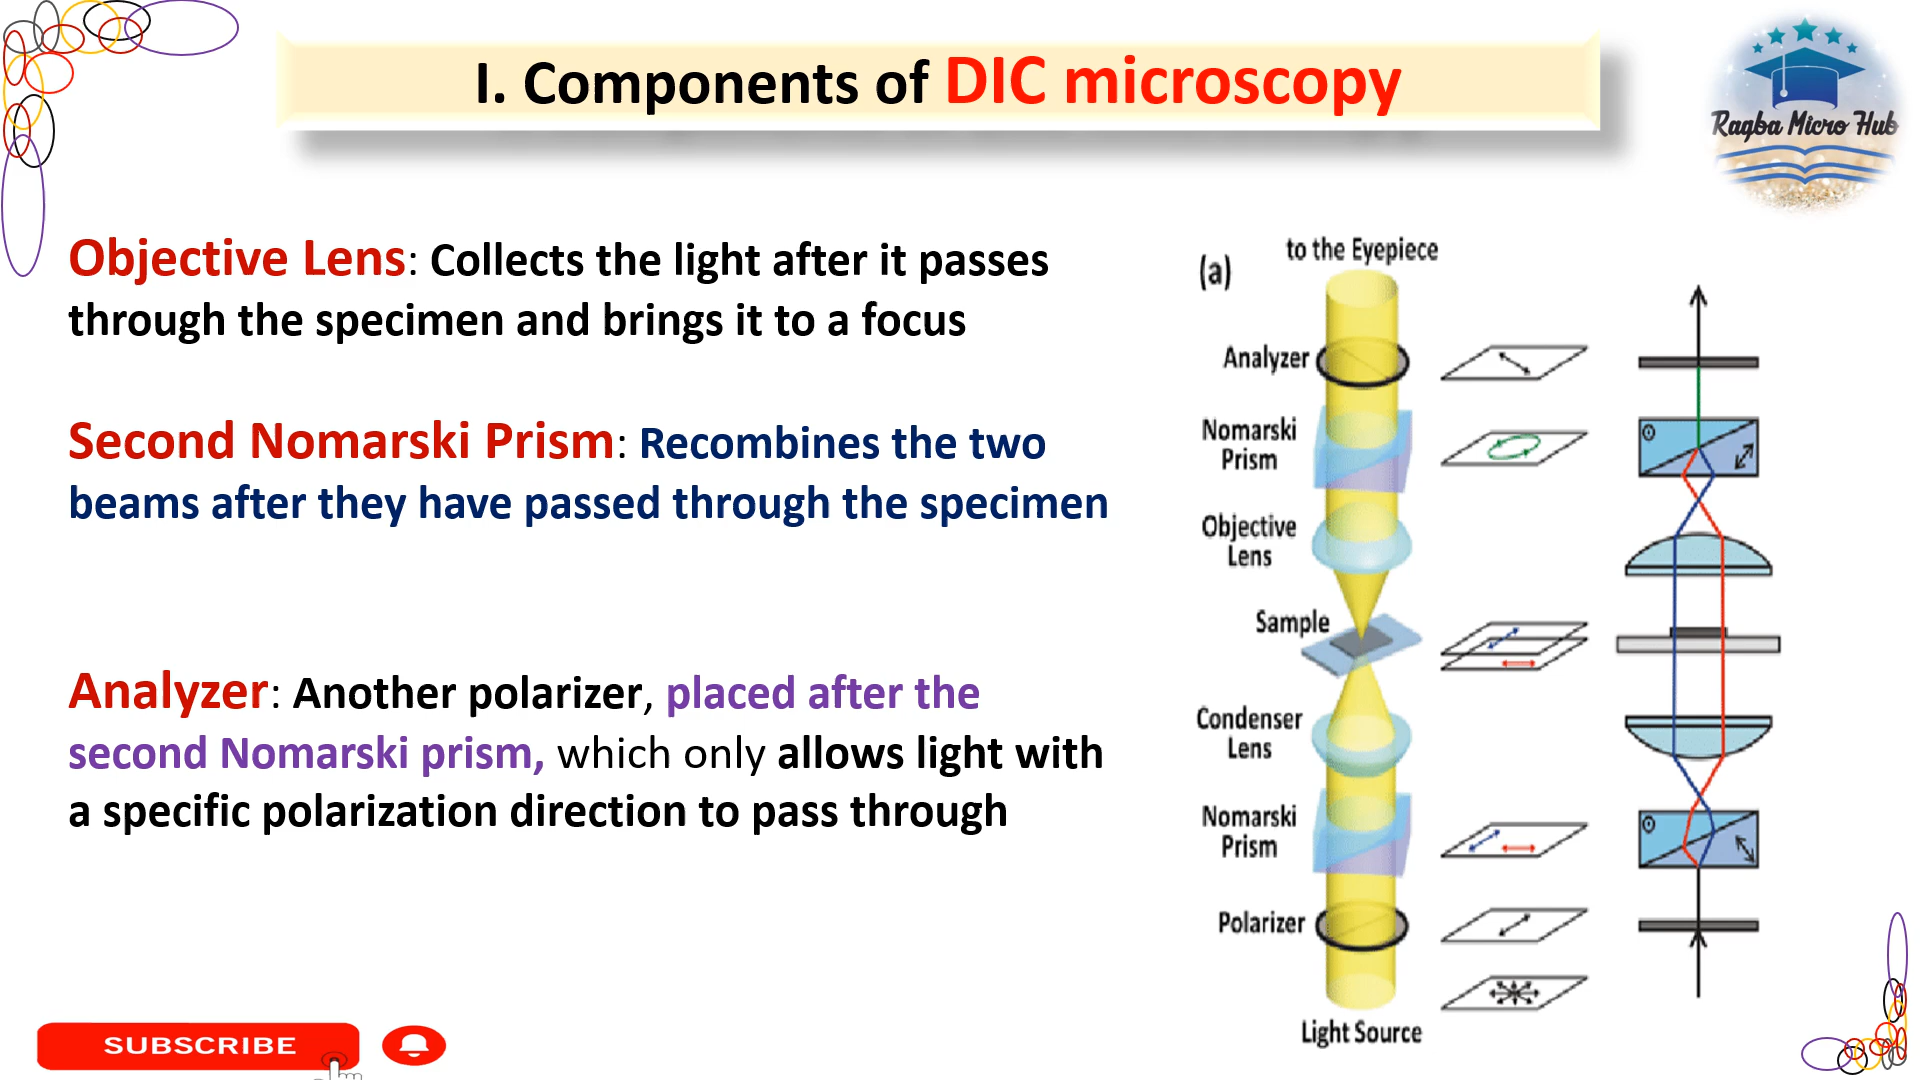 I. Components of DIC microscopy
Ragba Micro Hub
Objective Lens: Collects the light after it passes
through the specimen and brings it to a focus
Second Nomarski Prism: Recombines the two
beams after they have passed through the specimen
Analyzer: Another polarizer, placed after the
second Nomarski prism, which only allows light with
a specific polarization direction to pass through
(a)
to the Eyepiece
Analyzer
Nomarski
Prism
Objective
Lens
Sample
Condenser
Lens
Nomarski
Prism
Polarizer
Light Source
SUBSCRIBE